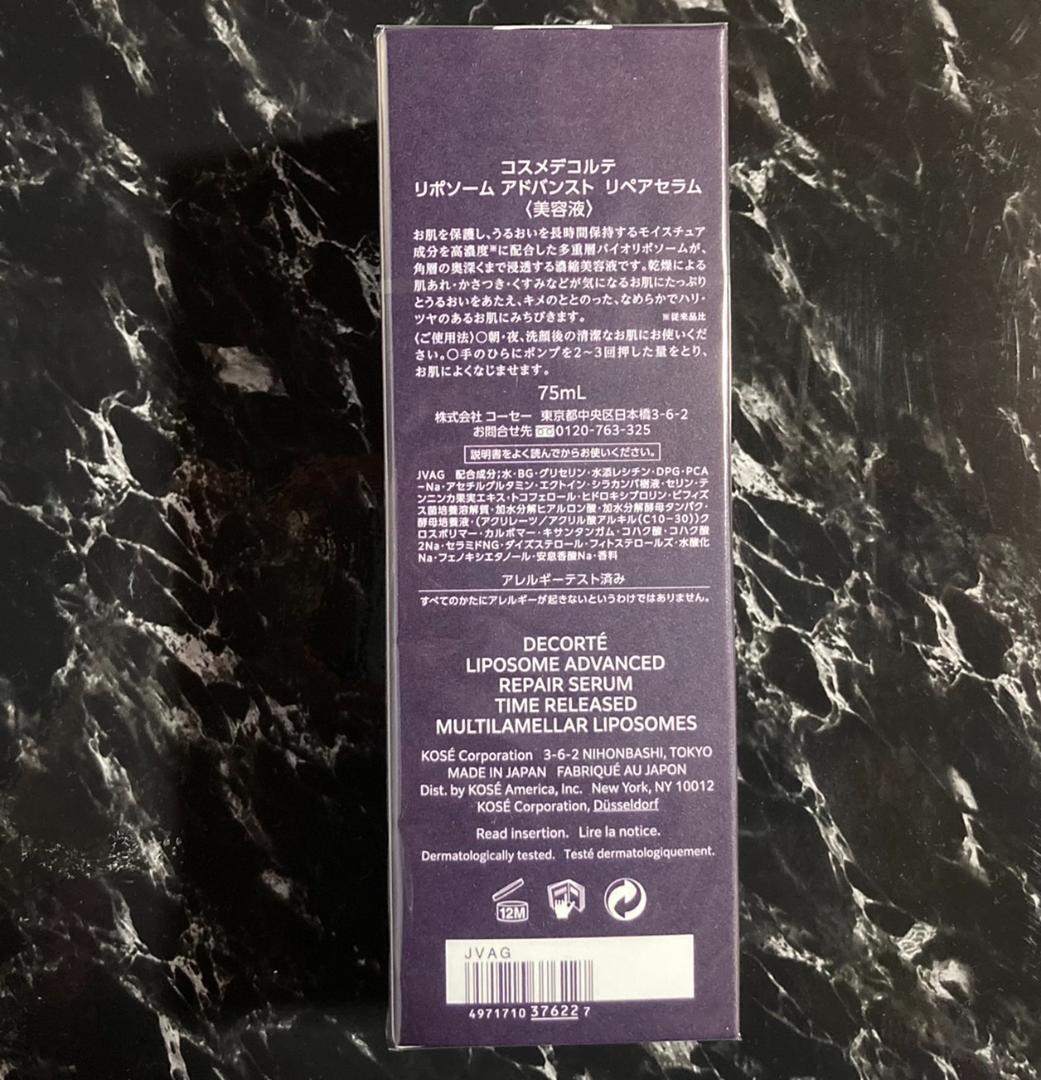 コスメデコルテ
リポソーム アドバンスト リペアセラム
〈美容液〉
お肌を保護し、うるおいを長時間保持するモイスチュア
成分を高濃度※に配合した多重層バイオリポソームが、
角層の奥深くまで浸透する濃縮美容液です。乾燥による
肌あれ・かさつき・くすみなどが気になるお肌にたっぷり
とうるおいをあたえ、キメのととのった、なめらかでハリ・
ツヤのあるお肌にみちびきます。 ※従来品比
〈ご使用法〉○朝・夜、洗顔後の清潔なお肌にお使いくだ
さい。○手のひらにポンプを2～3回押した量をとり、
お肌によくなじませます。
75mL
株式会社 コーセー 東京都中央区日本橋3-6-2
お問合せ先 0120-763-325
説明書をよく読んでからお使いください。
JVAG 配合成分;水・BG・グリセリン・水添レシチン・DPG・PCA
-Na・アセチルグルタミン・エクトイン・シラカンバ樹液・セリン・テ
ンニンカ果実エキス・トコフェロール・ヒドロキシプロリン・ビフィズ
ス菌培養溶解質・加水分解ヒアルロン酸・加水分解酵母タンパク・
酵母培養液・(アクリレーツ/アクリル酸アルキル(C10-30))ク
ロスポリマー・カルボマー・キサンタンガム・コハク酸・コハク酸
2Na・セラミドNG・ダイズステロール・フィトステロールズ・水酸化
Na・フェノキシエタノール・安息香酸Na・香料
アレルギーテスト済み
すべてのかたにアレルギーが起きないというわけではありません。
DECORTÉ
LIPOSOME ADVANCED
REPAIR SERUM
TIME RELEASED
MULTILAMELLAR LIPOSOMES
KOSÉ Corporation 3-6-2 NIHONBASHI, TOKYO
MADE IN JAPAN FABRIQUÉ AU JAPON
Dist. by KOSÉ America, Inc. New York, NY 10012
KOSÉ Corporation, Düsseldorf
Read insertion. Lire la notice.
Dermatologically tested. Testé dermatologiquement.
12M
JVAG
4971710 37622 7